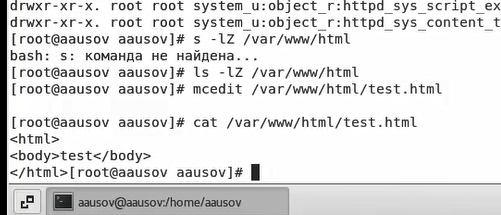 drwxr-xr-x. root root system_u:object_r:httpd_sys_script_ex
drwxr-xr-x. root root system_u:object_r:httpd_sys_content_t
[root@aausov aausov]# s -lZ /var/www/html
bash: s: команда не найдена...
[root@aausov aausov]# ls -lZ /var/www/html
[root@aausov aausov]# mcedit /var/www/html/test.html
[root@aausov aausov]# cat /var/www/html/test.html
<html>
<body>test</body>
</html>[root@aausov aausov]#
aausov@aausov:/home/aausov